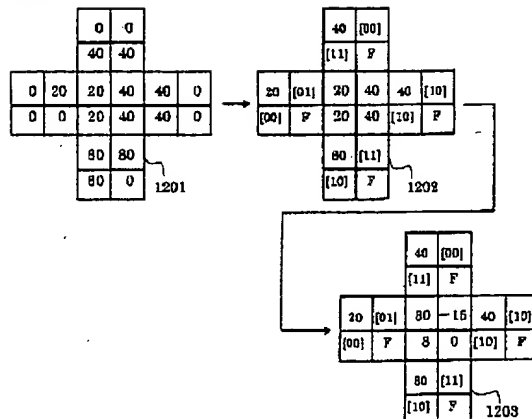 0 0
40 40
0 20 20 40 40 0
0 0 20 40 40 0
80 80
80 0
1201
40 [00]
[11] F
20 [01] 20 40 40 [10]
[00] F 20 40 [10] F
80 [11]
[10] F
1202
40 [00]
[11] F
20 [01] 80 -16 40 [10]
[00] F 8 0 [10] F
80 [11]
[10] F
1203